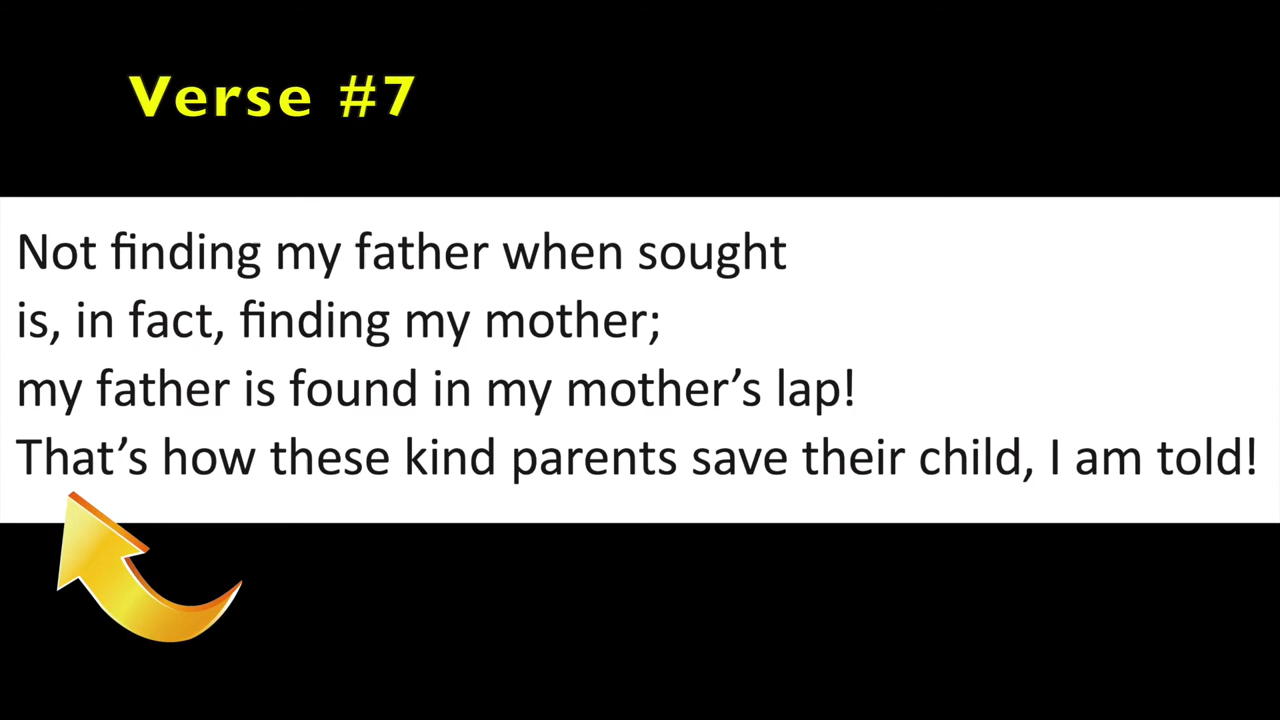 Verse #7
Not finding my father when sought
is, in fact, finding my mother;
my father is found in my mother’s lap!
That’s how these kind parents save their child, I am told!